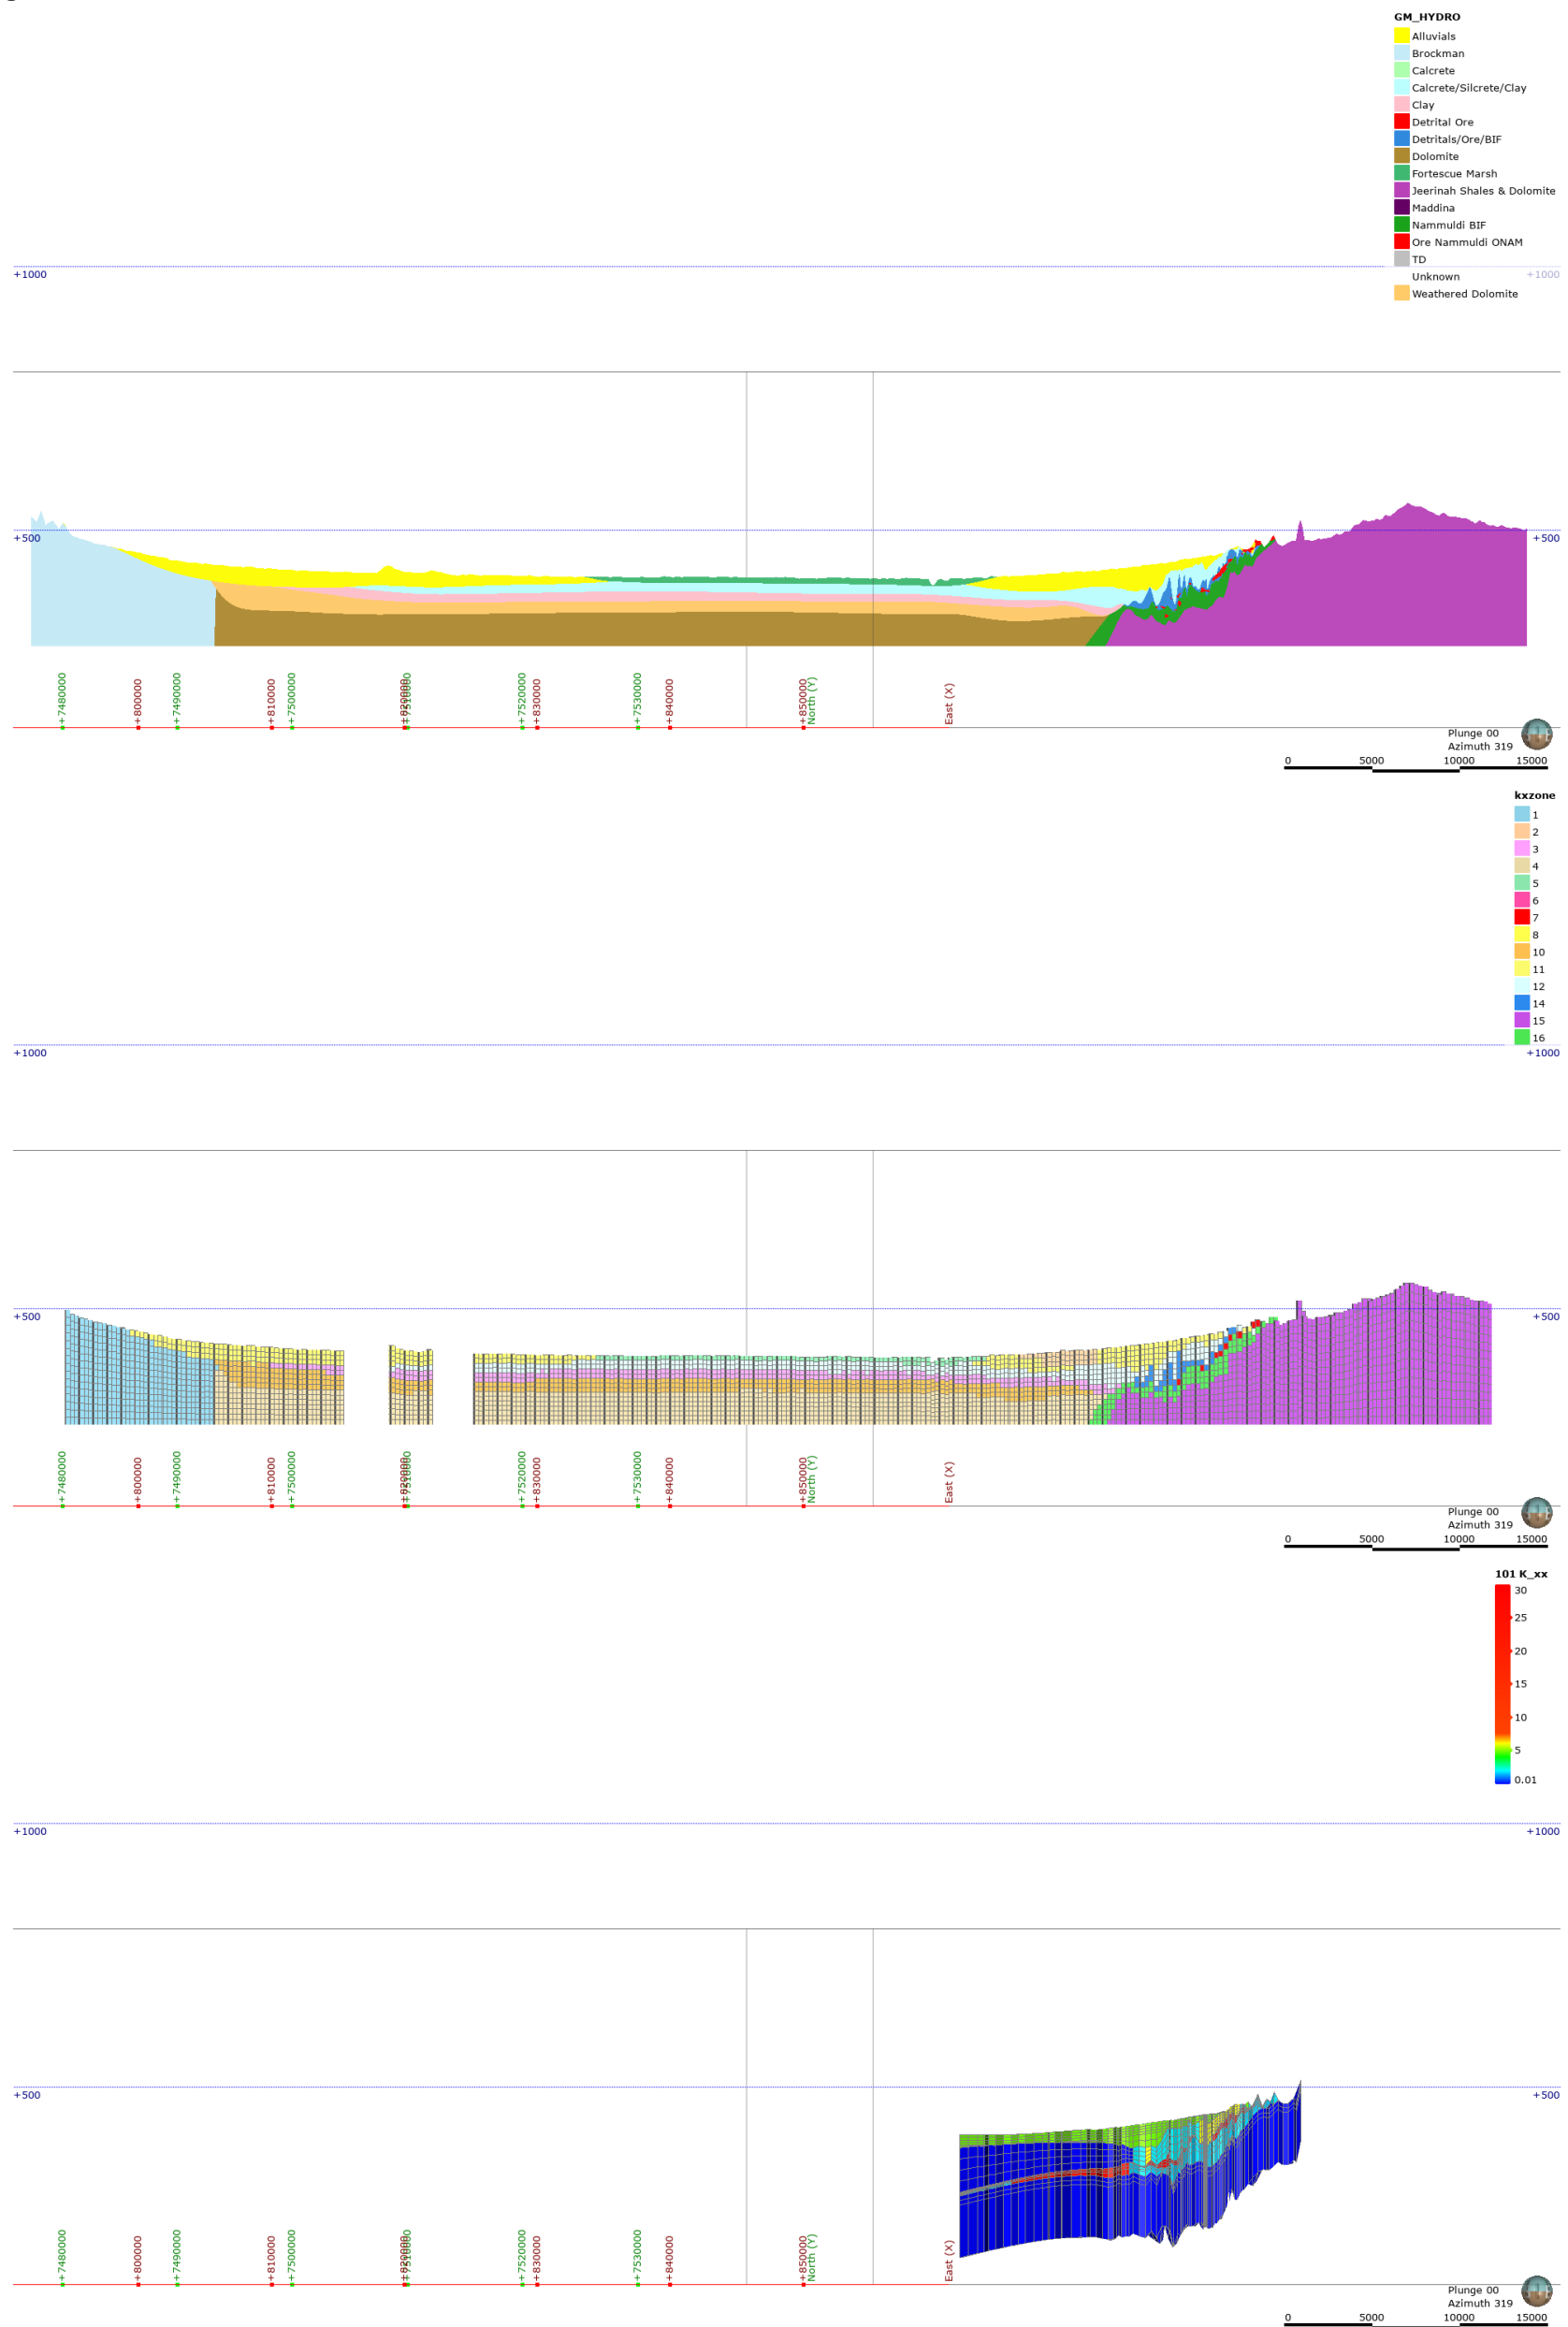 GM_HYDRO
Alluvials
Brockman
Calcrete
Calcrete/Silcrete/Clay
Clay
Detrital Ore
Detritals/Ore/BIF
Dolomite
Fortescue Marsh
Jeerinah Shales & Dolomite
Maddina
Nammuldi BIF
Ore Nammuldi ONAM
TD
Unknown
Weathered Dolomite
+1000 +1000
+500 +500
+7480000 +800000 +7490000 +810000 +7500000 +820000 +7510000 +7520000 +830000 +7530000 +840000 +850000 North (Y) East (X)
Plunge 00
Azimuth 319
0 5000 10000 15000
kxzone
1
2
3
4
5
6
7
8
10
11
12
14
15
16
+1000 +1000
+500 +500
+7480000 +800000 +7490000 +810000 +7500000 +820000 +7510000 +7520000 +830000 +7530000 +840000 +850000 North (Y) East (X)
Plunge 00
Azimuth 319
0 5000 10000 15000
101 K_xx
30
25
20
15
10
5
0.01
+1000 +1000
+500 +500
+7480000 +800000 +7490000 +810000 +7500000 +820000 +7510000 +7520000 +830000 +7530000 +840000 +850000 North (Y) East (X)
Plunge 00
Azimuth 319
0 5000 10000 15000